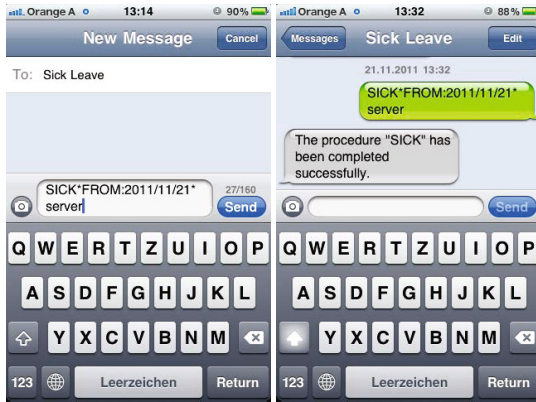 Orange A 13:14 90%
New Message
Cancel
To: Sick Leave
SICK*FROM:2011/11/21*
server
27/160
Send
Q W E R T Z U I O P
A S D F G H J K L
Y X C V B N M
123 Leerzeichen Return
Orange A 13:32 88%
Messages
Sick Leave
Edit
21.11.2011 13:32
SICK*FROM:2011/11/21*
server
The procedure "SICK" has
been completed
successfully.
Send
Q W E R T Z U I O P
A S D F G H J K L
Y X C V B N M
123 Leerzeichen Return